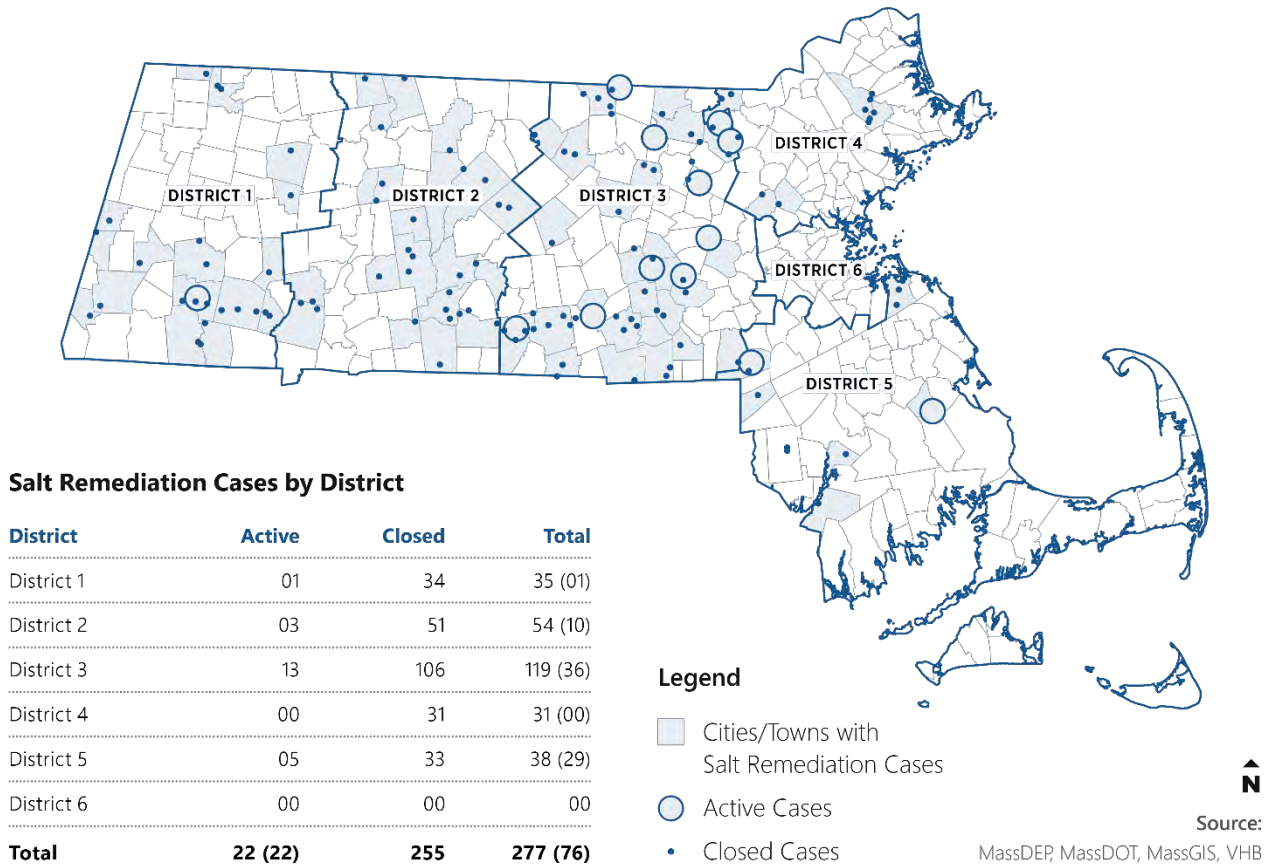 DISTRICT 1
DISTRICT 2
DISTRICT 3
DISTRICT 4
DISTRICT 6
DISTRICT 5
Salt Remediation Cases by District
District Active Closed Total
District 1 01 34 35 (01)
District 2 03 51 54 (10)
District 3 13 106 119 (36)
District 4 00 31 31 (00)
District 5 05 33 38 (29)
District 6 00 00 00
Total 22 (22) 255 277 (76)
Legend
Cities/Towns with
Salt Remediation Cases
Active Cases
Closed Cases
N
Source:
MassDEP, MassDOT, MassGIS, VHB